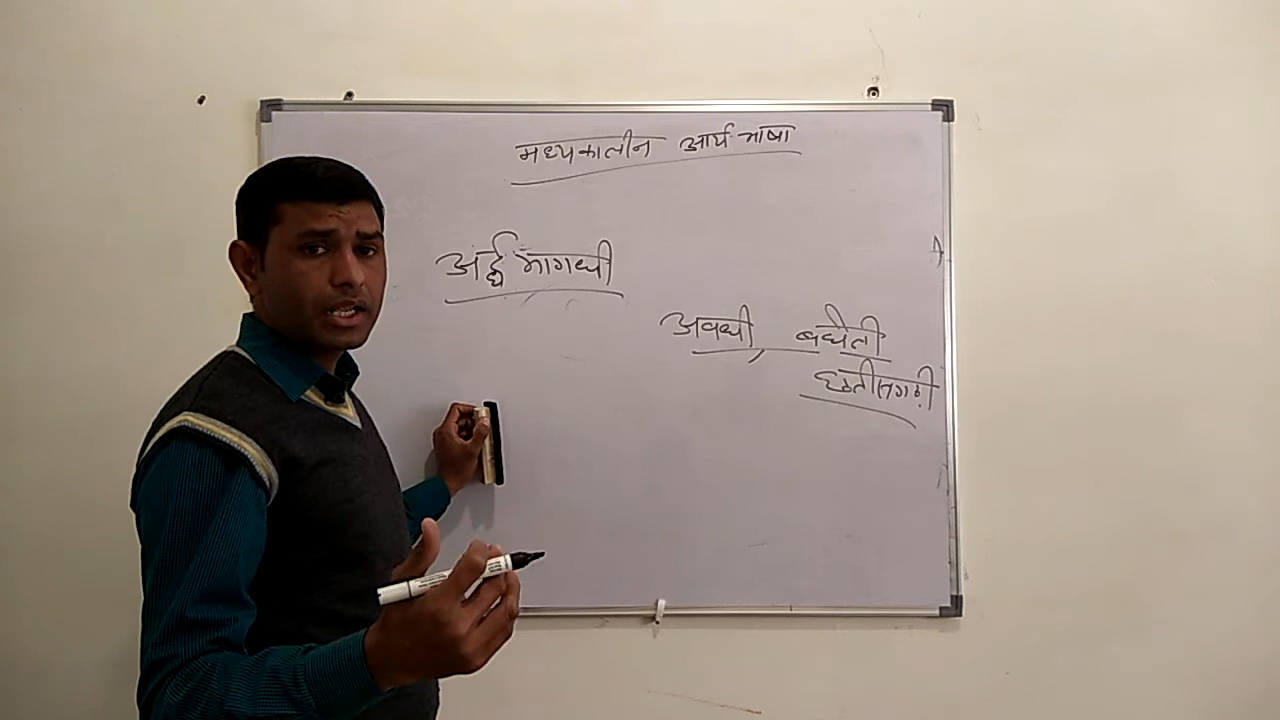 मध्यकालीन आर्य भाषा
अर्द्ध मागधी
अवधी, बघेली
छत्तीसगढ़ी